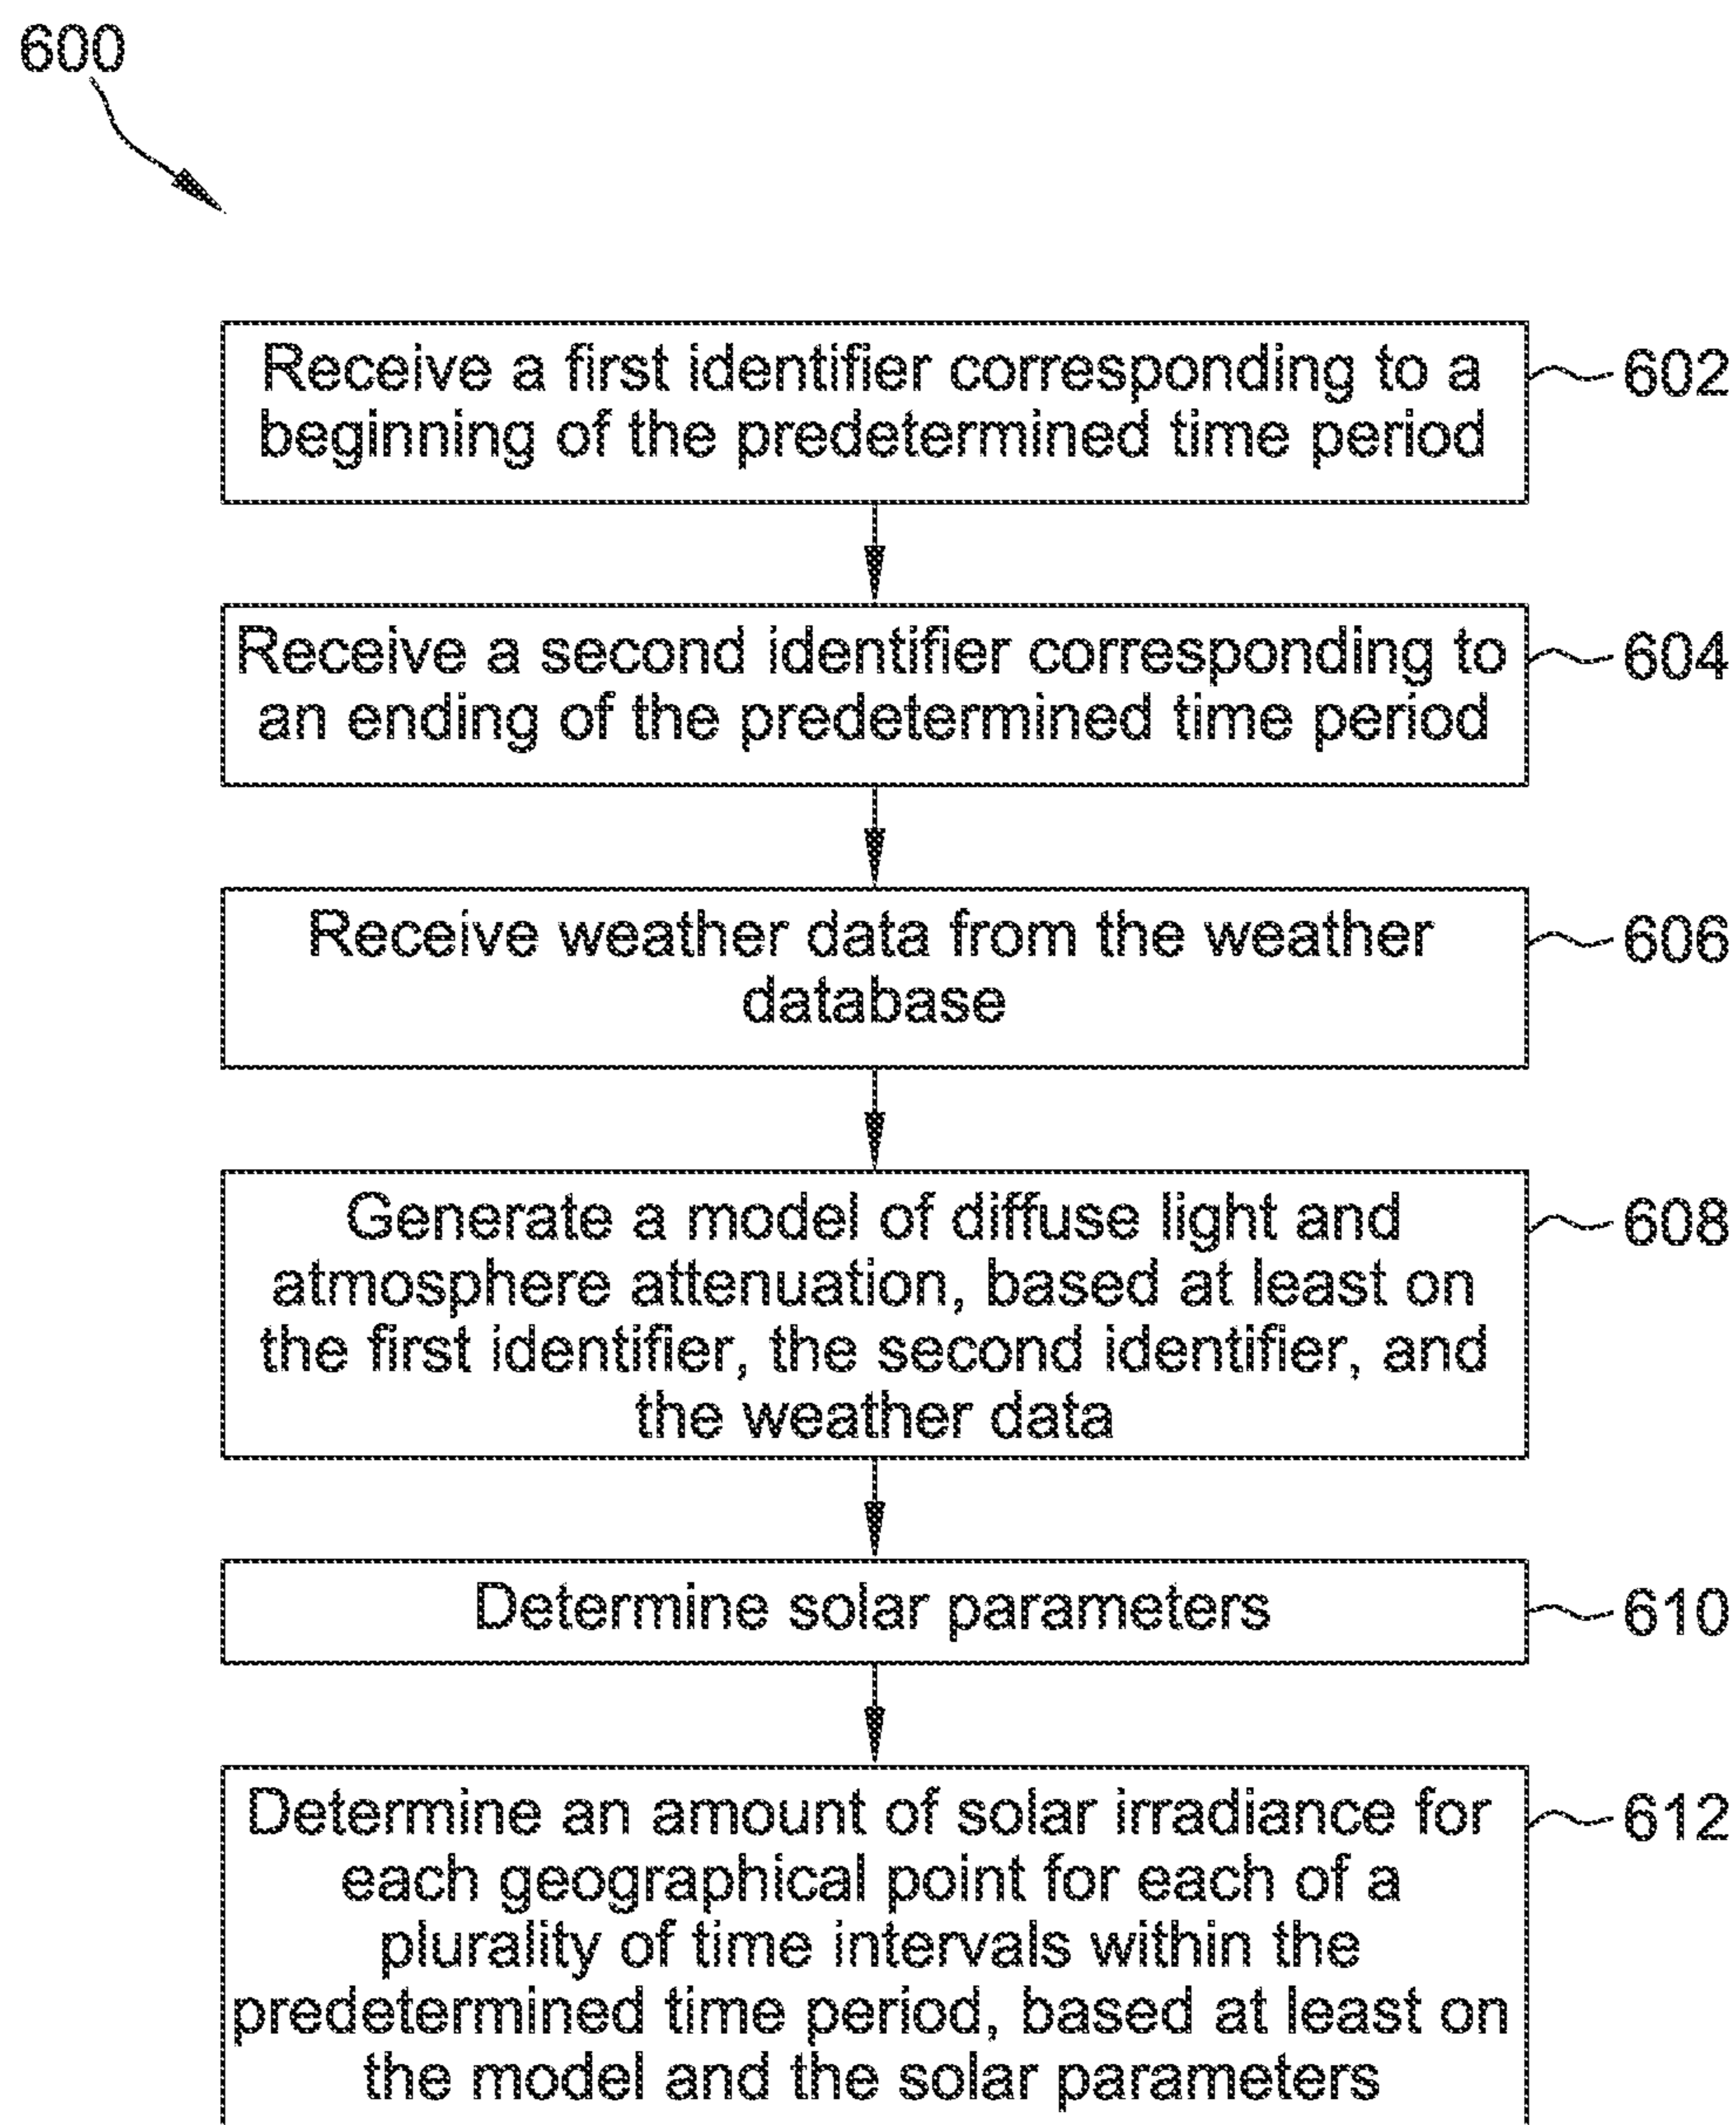 600
Receive a first identifier corresponding to a
beginning of the predetermined time period
602
Receive a second identifier corresponding to
an ending of the predetermined time period
604
Receive weather data from the weather
database
606
Generate a model of diffuse light and
atmosphere attenuation, based at least on
the first identifier, the second identifier, and
the weather data
608
Determine solar parameters
610
Determine an amount of solar irradiance for
each geographical point for each of a
plurality of time intervals within the
predetermined time period, based at least on
the model and the solar parameters
612